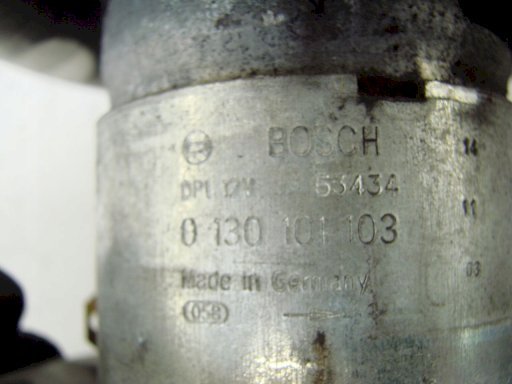 BOSCH 14
DPI 12V 53434
0 130 101 103 11
Made in Germany 03
058